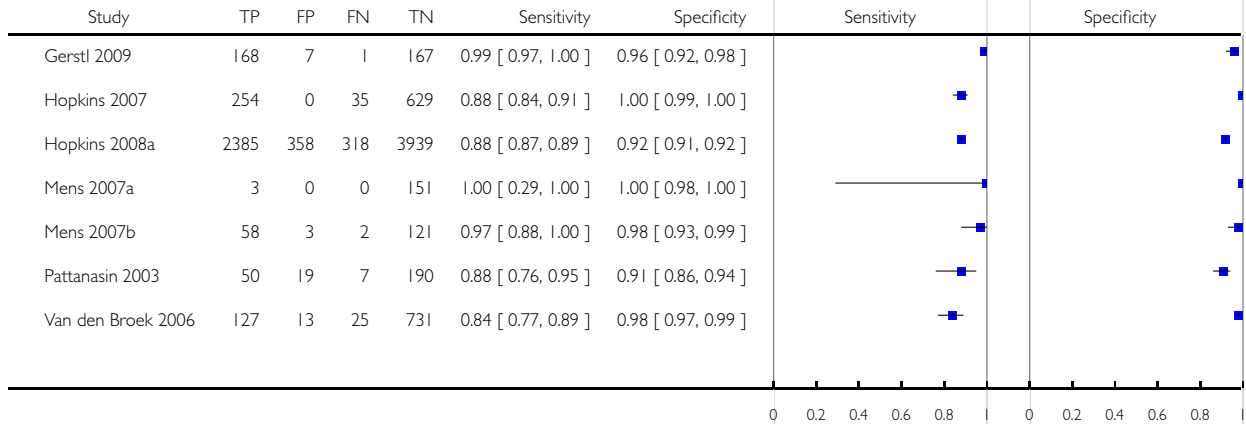 Study TP FP FN TN Sensitivity Specificity Sensitivity Specificity
Gerstl 2009 168 7 1 167 0.99 [ 0.97, 1.00 ] 0.96 [ 0.92, 0.98 ]
Hopkins 2007 254 0 35 629 0.88 [ 0.84, 0.91 ] 1.00 [ 0.99, 1.00 ]
Hopkins 2008a 2385 358 318 3939 0.88 [ 0.87, 0.89 ] 0.92 [ 0.91, 0.92 ]
Mens 2007a 3 0 0 151 1.00 [ 0.29, 1.00 ] 1.00 [ 0.98, 1.00 ]
Mens 2007b 58 3 2 121 0.97 [ 0.88, 1.00 ] 0.98 [ 0.93, 0.99 ]
Pattanasin 2003 50 19 7 190 0.88 [ 0.76, 0.95 ] 0.91 [ 0.86, 0.94 ]
Van den Broek 2006 127 13 25 731 0.84 [ 0.77, 0.89 ] 0.98 [ 0.97, 0.99 ]
0 0.2 0.4 0.6 0.8 1 0 0.2 0.4 0.6 0.8 1